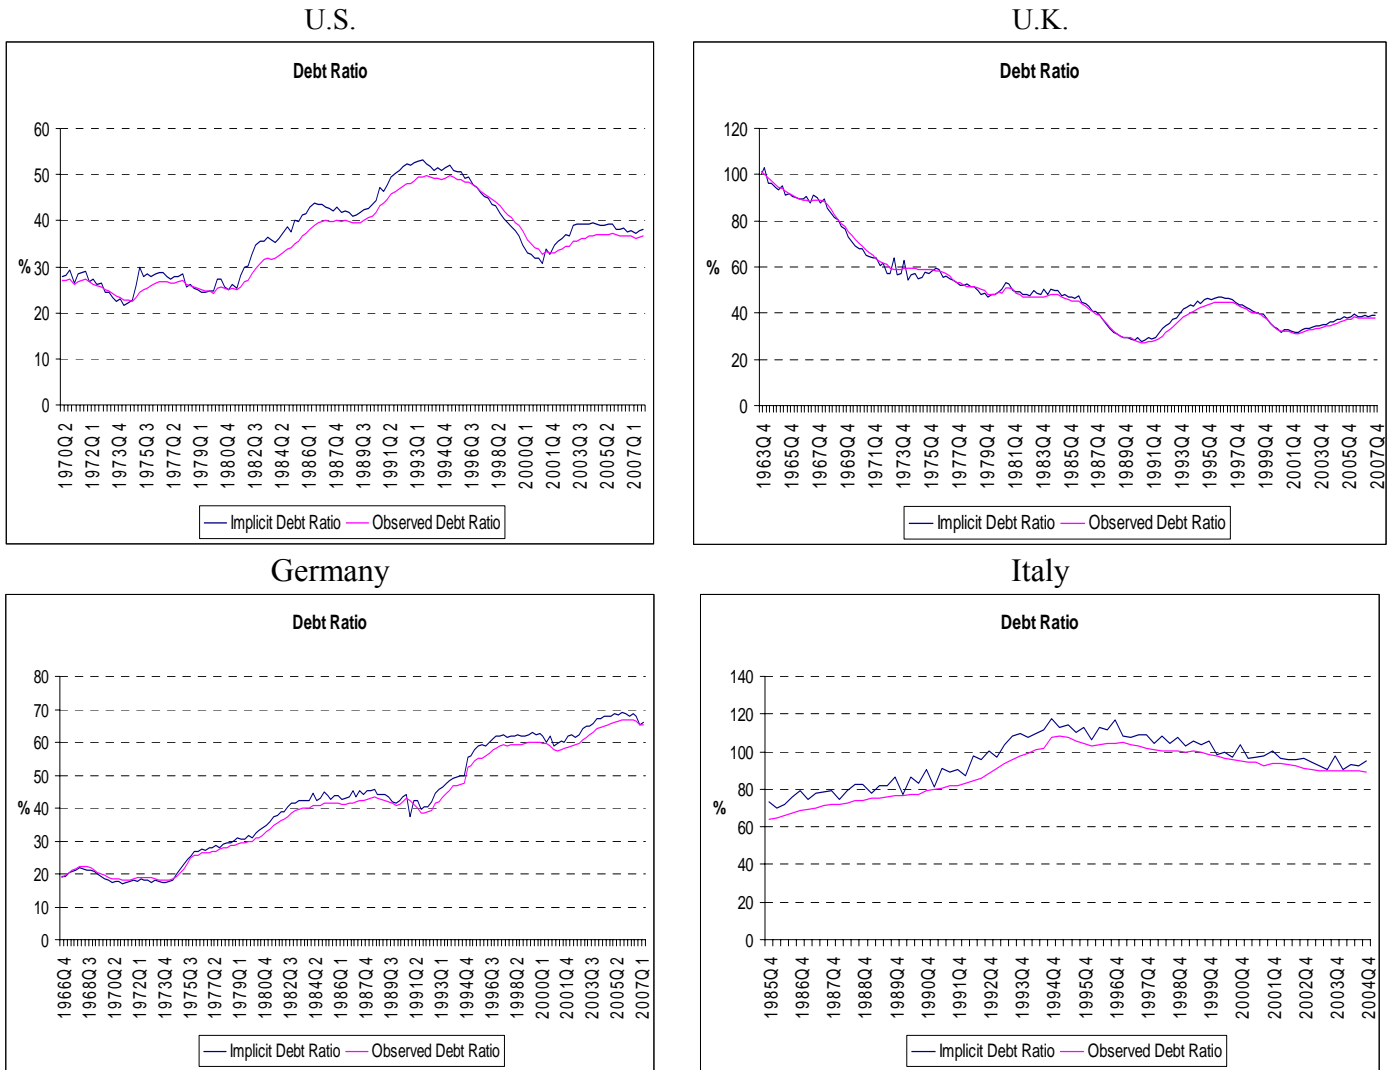 U.S.
Debt Ratio
60
50
40
30
20
10
0
%
1970Q2
1972Q1
1973Q4
1975Q3
1977Q2
1979Q1
1980Q4
1982Q3
1984Q2
1986Q1
1987Q4
1989Q3
1991Q2
1993Q1
1994Q4
1996Q3
1998Q2
2000Q1
2001Q4
2003Q3
2005Q2
2007Q1
Implicit Debt Ratio Observed Debt Ratio
U.K.
Debt Ratio
120
100
80
60
40
20
0
%
1963Q4
1965Q4
1967Q4
1969Q4
1971Q4
1973Q4
1975Q4
1977Q4
1979Q4
1981Q4
1983Q4
1985Q4
1987Q4
1989Q4
1991Q4
1993Q4
1995Q4
1997Q4
1999Q4
2001Q4
2003Q4
2005Q4
2007Q4
Implicit Debt Ratio Observed Debt Ratio
Germany
Debt Ratio
80
70
60
50
40
30
20
10
0
%
1966Q4
1968Q3
1970Q2
1972Q1
1973Q4
1975Q3
1977Q2
1979Q1
1980Q4
1982Q3
1984Q2
1986Q1
1987Q4
1989Q3
1991Q2
1993Q1
1994Q4
1996Q3
1998Q2
2000Q1
2001Q4
2003Q3
2005Q2
2007Q1
Implicit Debt Ratio Observed Debt Ratio
Italy
Debt Ratio
140
120
100
80
60
40
20
0
%
1985Q4
1986Q4
1987Q4
1988Q4
1989Q4
1990Q4
1991Q4
1992Q4
1993Q4
1994Q4
1995Q4
1996Q4
1997Q4
1998Q4
1999Q4
2000Q4
2001Q4
2002Q4
2003Q4
2004Q4
Implicit Debt Ratio Observed Debt Ratio